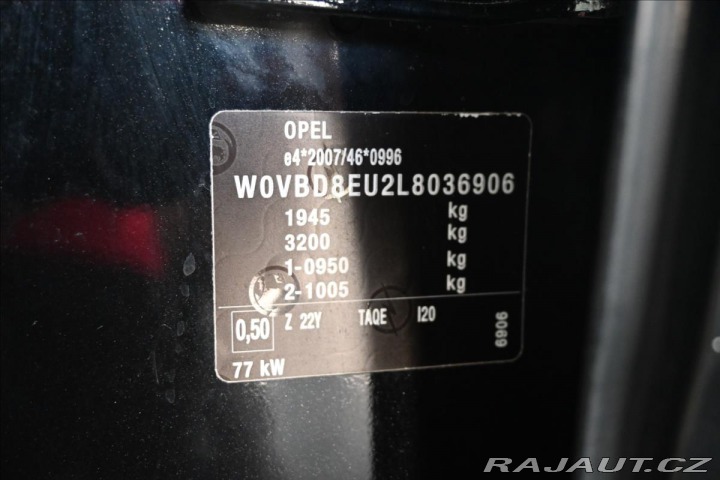 OPEL
e4*2007/46*0996
W0VBD8EU2L8036906
1945 kg
3200 kg
1-0950 kg
2-1005 kg
0,50 Z 22Y TAQE I20
6906
77 kW
RAJAUT.CZ